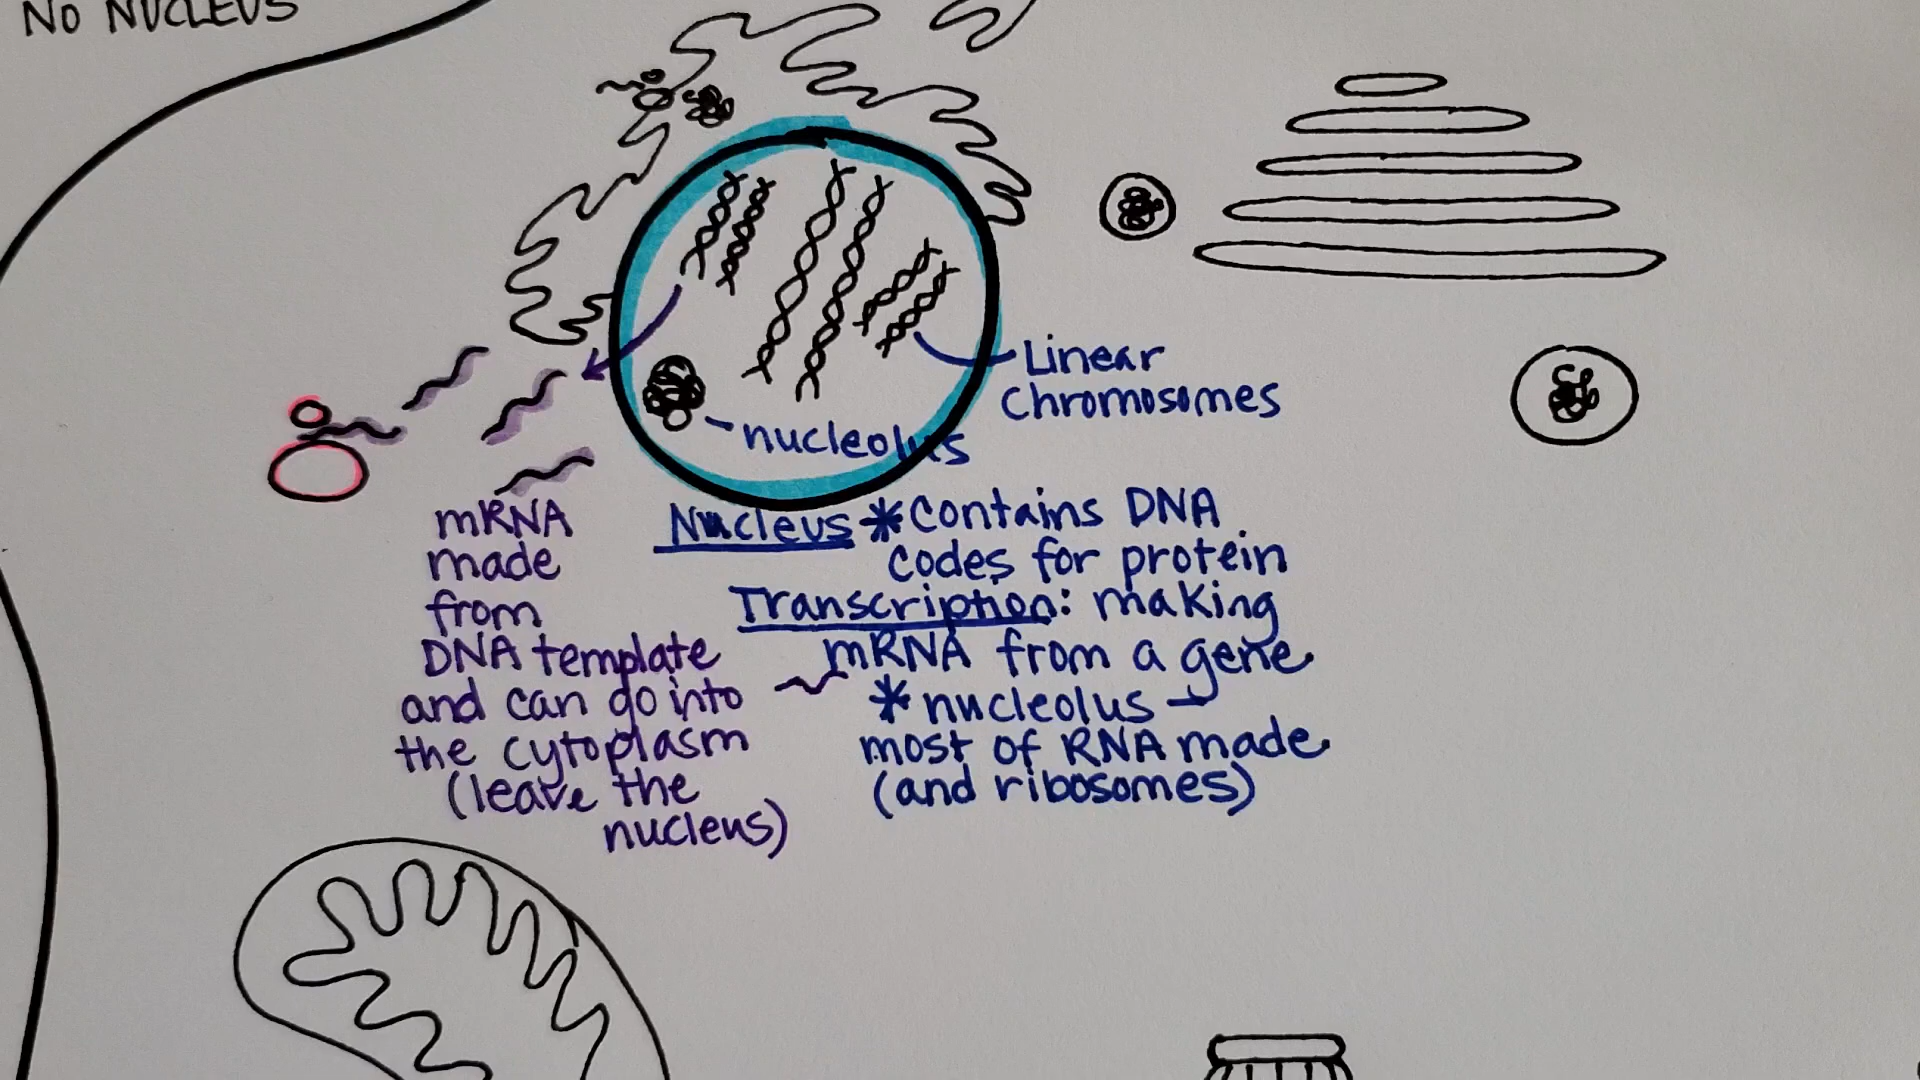 No NUCLEUS
Linear
Chromosomes
nucleolus
mRNA
made
from
DNA template
and can go into
the cytoplasm
(leave the
nucleus)
Nucleus * Contains DNA
codes for protein
Transcription: making
mRNA from a gene
* nucleolus -
most of RNA made
(and ribosomes)